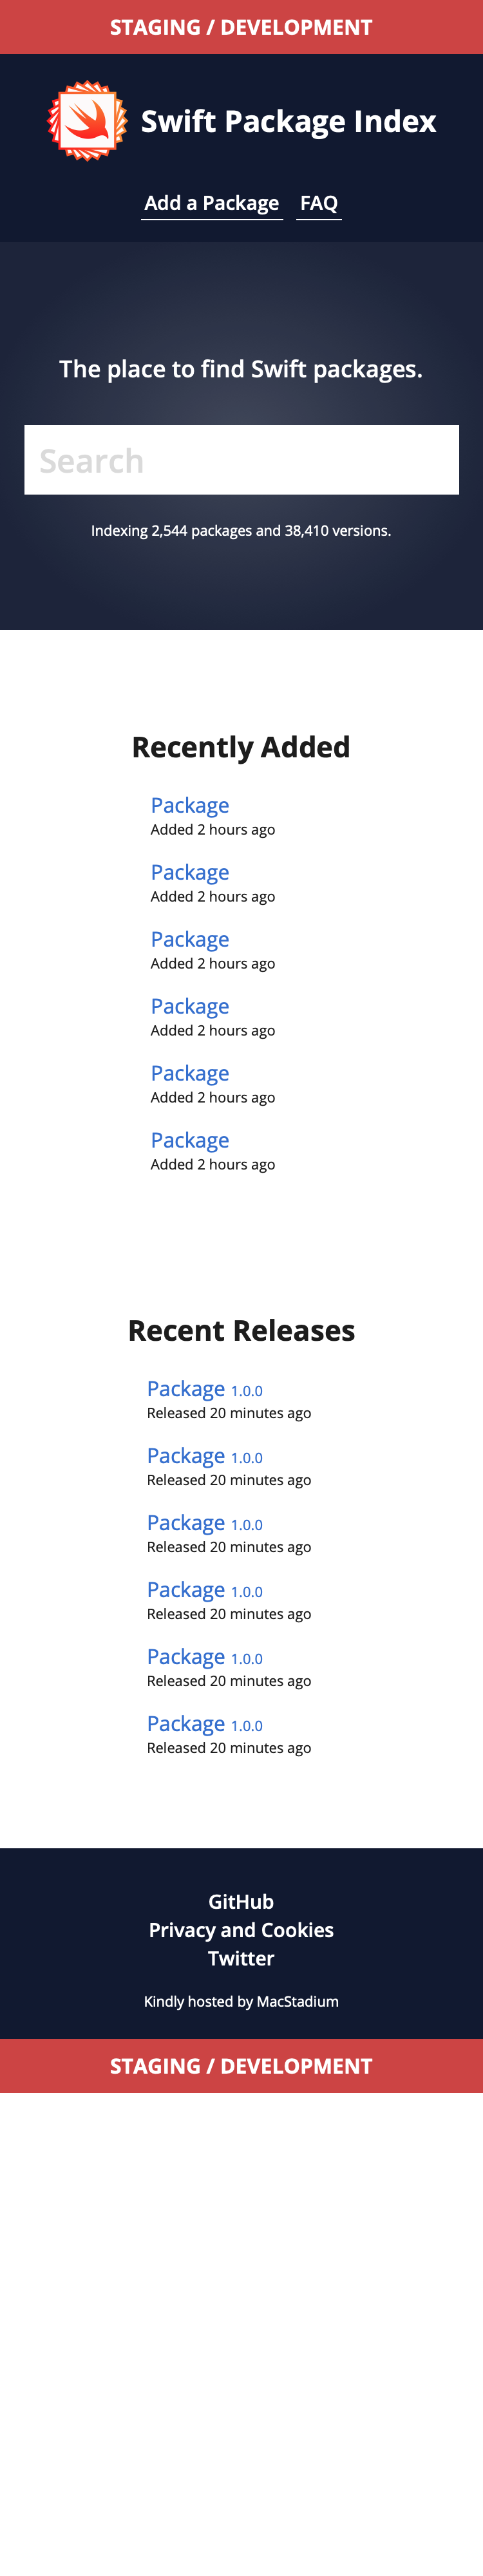 STAGING / DEVELOPMENT
Swift Package Index
Add a Package FAQ
The place to find Swift packages.
Search
Indexing 2,544 packages and 38,410 versions.
Recently Added
Package
Added 2 hours ago
Package
Added 2 hours ago
Package
Added 2 hours ago
Package
Added 2 hours ago
Package
Added 2 hours ago
Package
Added 2 hours ago
Recent Releases
Package 1.0.0
Released 20 minutes ago
Package 1.0.0
Released 20 minutes ago
Package 1.0.0
Released 20 minutes ago
Package 1.0.0
Released 20 minutes ago
Package 1.0.0
Released 20 minutes ago
Package 1.0.0
Released 20 minutes ago
GitHub
Privacy and Cookies
Twitter
Kindly hosted by MacStadium
STAGING / DEVELOPMENT